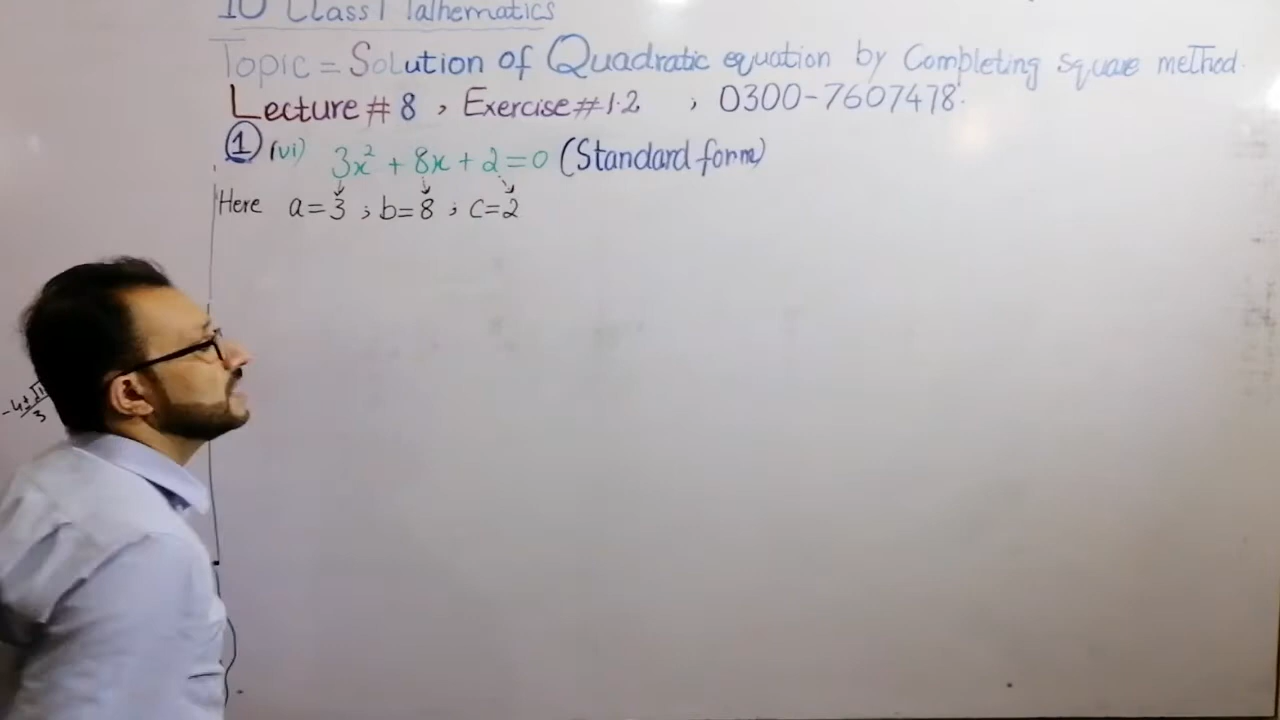 10 Class Mathematics
Topic = Solution of Quadratic equation by Completing square method.
Lecture # 8 , Exercise # 1.2 , 0300-7607478.
① (vi) 3x² + 8x + 2 = 0 (Standard form)
Here a=3 ; b=8 ; c=2